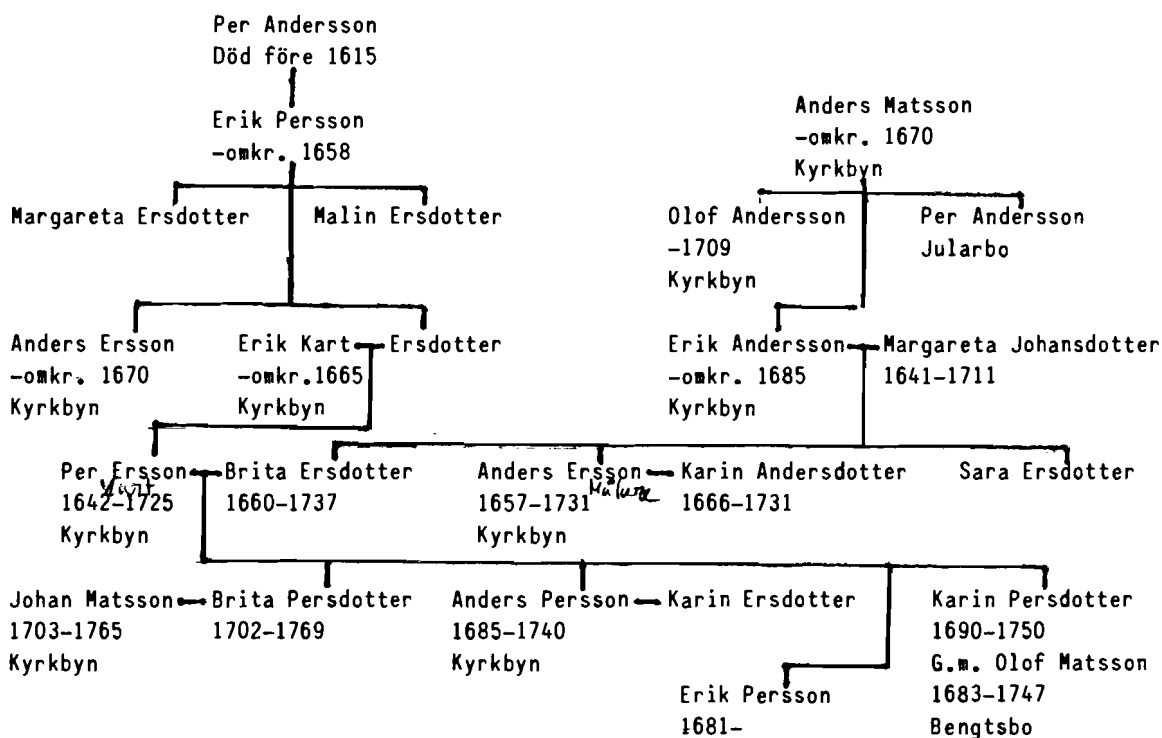 Per Andersson
Död före 1615
Erik Persson
-omkr. 1658
Anders Matsson
-omkr. 1670
Kyrkbyn
Margareta Ersdotter
Malin Ersdotter
Olof Andersson
-1709
Kyrkbyn
Per Andersson
Jularbo
Anders Ersson
-omkr. 1670
Kyrkbyn
Erik Kart
-omkr.1665
Kyrkbyn
Ersdotter
Erik Andersson
-omkr. 1685
Kyrkbyn
Margareta Johansdotter
1641-1711
Per Ersson
1642-1725
Kyrkbyn
Brita Ersdotter
1660-1737
Anders Ersson
1657-1731
Kyrkbyn
Karin Andersdotter
1666-1731
Sara Ersdotter
Johan Matsson
1703-1765
Kyrkbyn
Brita Persdotter
1702-1769
Anders Persson
1685-1740
Kyrkbyn
Karin Ersdotter
Erik Persson
1681-
Karin Persdotter
1690-1750
G.m. Olof Matsson
1683-1747
Bengtsbo